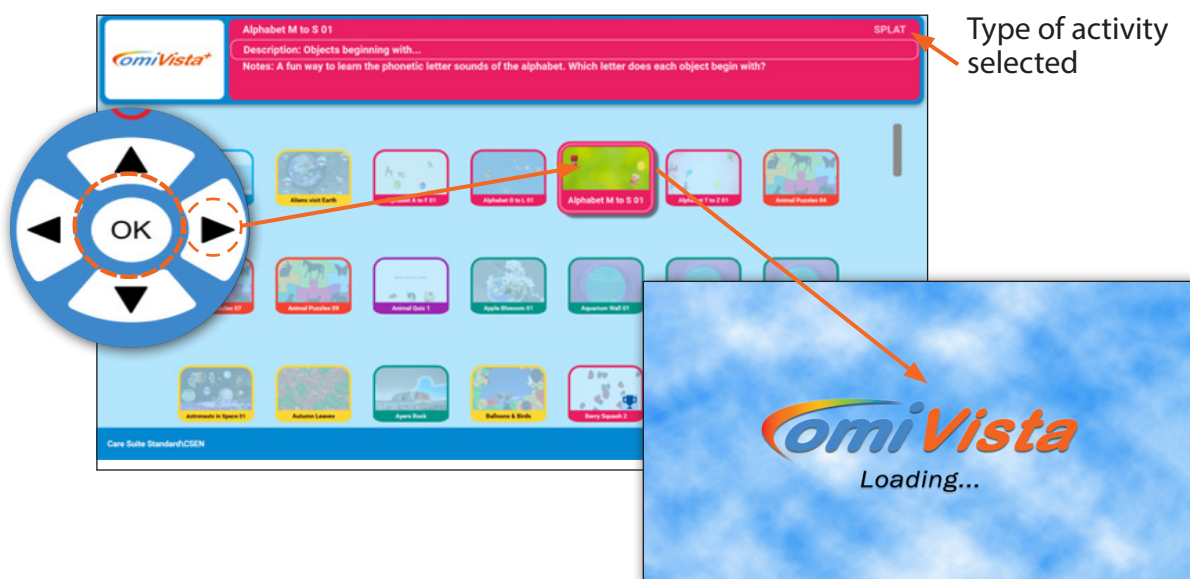 Alphabet M to S 01
SPLAT
Type of activity
selected
Description: Objects beginning with...
Notes: A fun way to learn the phonetic letter sounds of the alphabet. Which letter does each object begin with?
omiVista+
OK
Aliens visit Earth
Alphabet A to F 01
Alphabet G to L 01
Alphabet M to S 01
Alphabet T to Z 01
Animal Puzzles 04
Animal Puzzles 09
Animal Quiz 1
Apple Blossom 01
Aquarium Wall 01
Astronauts in Space 01
Autumn Leaves
Ayers Rock
Balloons & Birds
Berry Squash 2
Care Suite Standard\CSEN
omiVista
Loading...